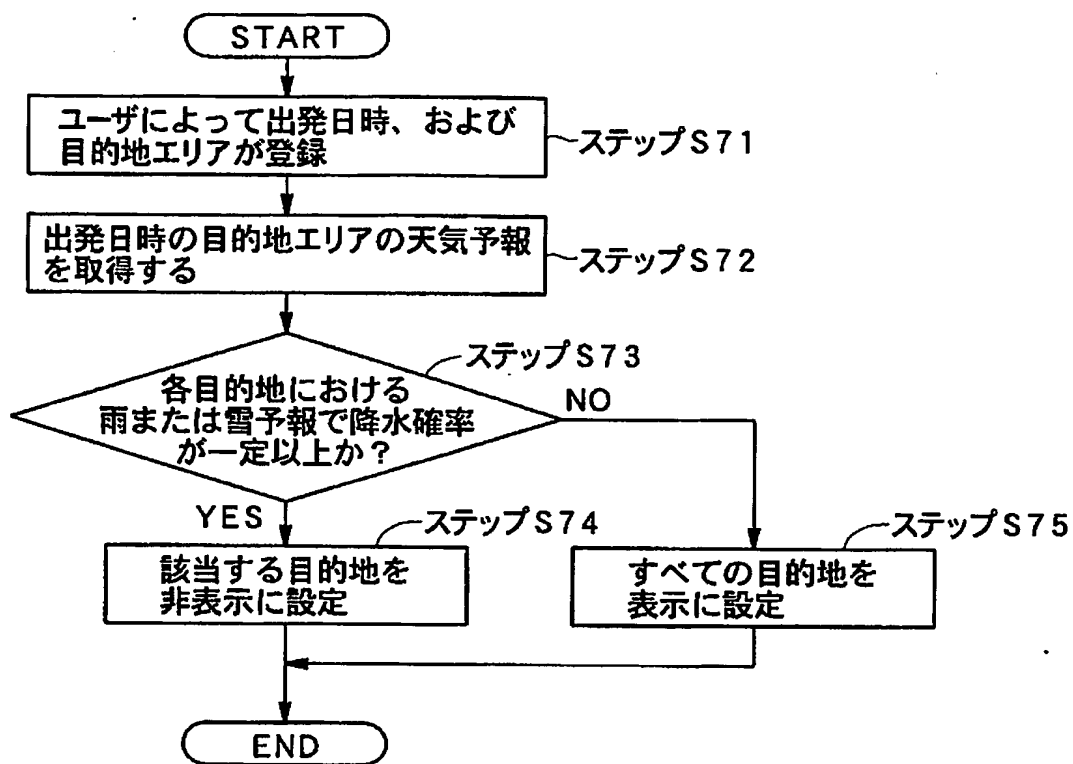 START
ユーザによって出発日時、および
目的地エリアが登録
ステップS71
出発日時の目的地エリアの天気予報
を取得する
ステップS72
ステップS73
各目的地における
雨または雪予報で降水確率
が一定以上か？
NO
YES
ステップS74
ステップS75
該当する目的地を
非表示に設定
すべての目的地を
表示に設定
END